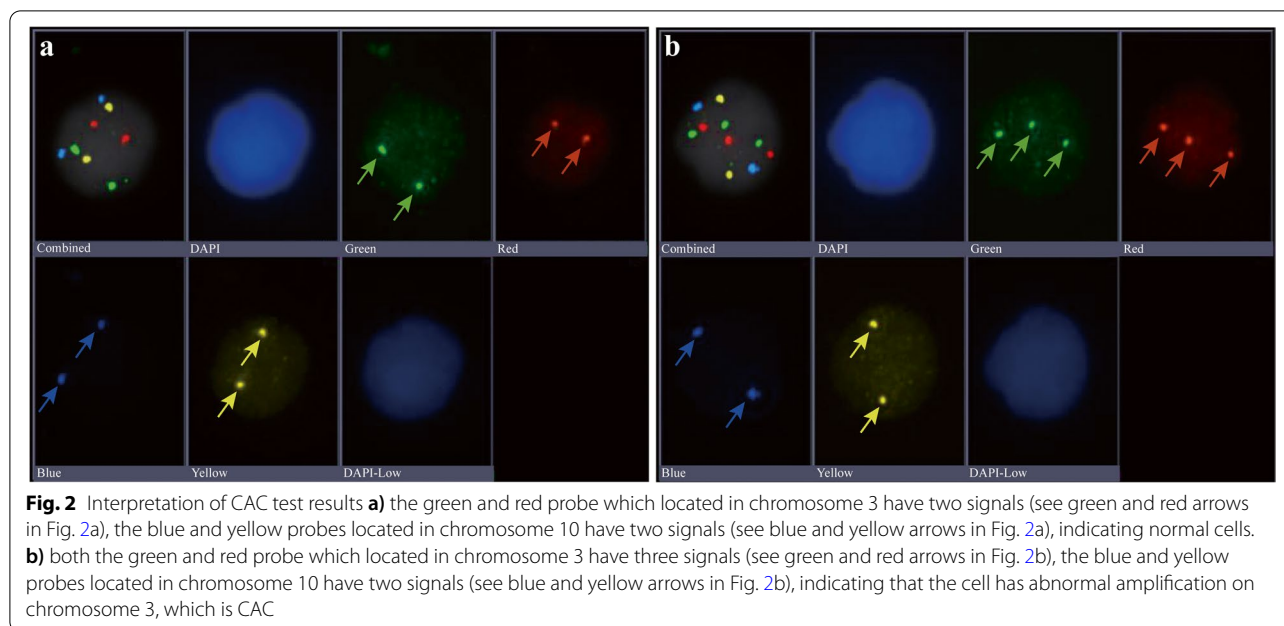 a
b
Combined DAPI Green Red
Combined DAPI Green Red
Blue Yellow DAPI-Low
Blue Yellow DAPI-Low
Fig. 2 Interpretation of CAC test results a) the green and red probe which located in chromosome 3 have two signals (see green and red arrows
in Fig. 2a), the blue and yellow probes located in chromosome 10 have two signals (see blue and yellow arrows in Fig. 2a), indicating normal cells.
b) both the green and red probe which located in chromosome 3 have three signals (see green and red arrows in Fig. 2b), the blue and yellow
probes located in chromosome 10 have two signals (see blue and yellow arrows in Fig. 2b), indicating that the cell has abnormal amplification on
chromosome 3, which is CAC